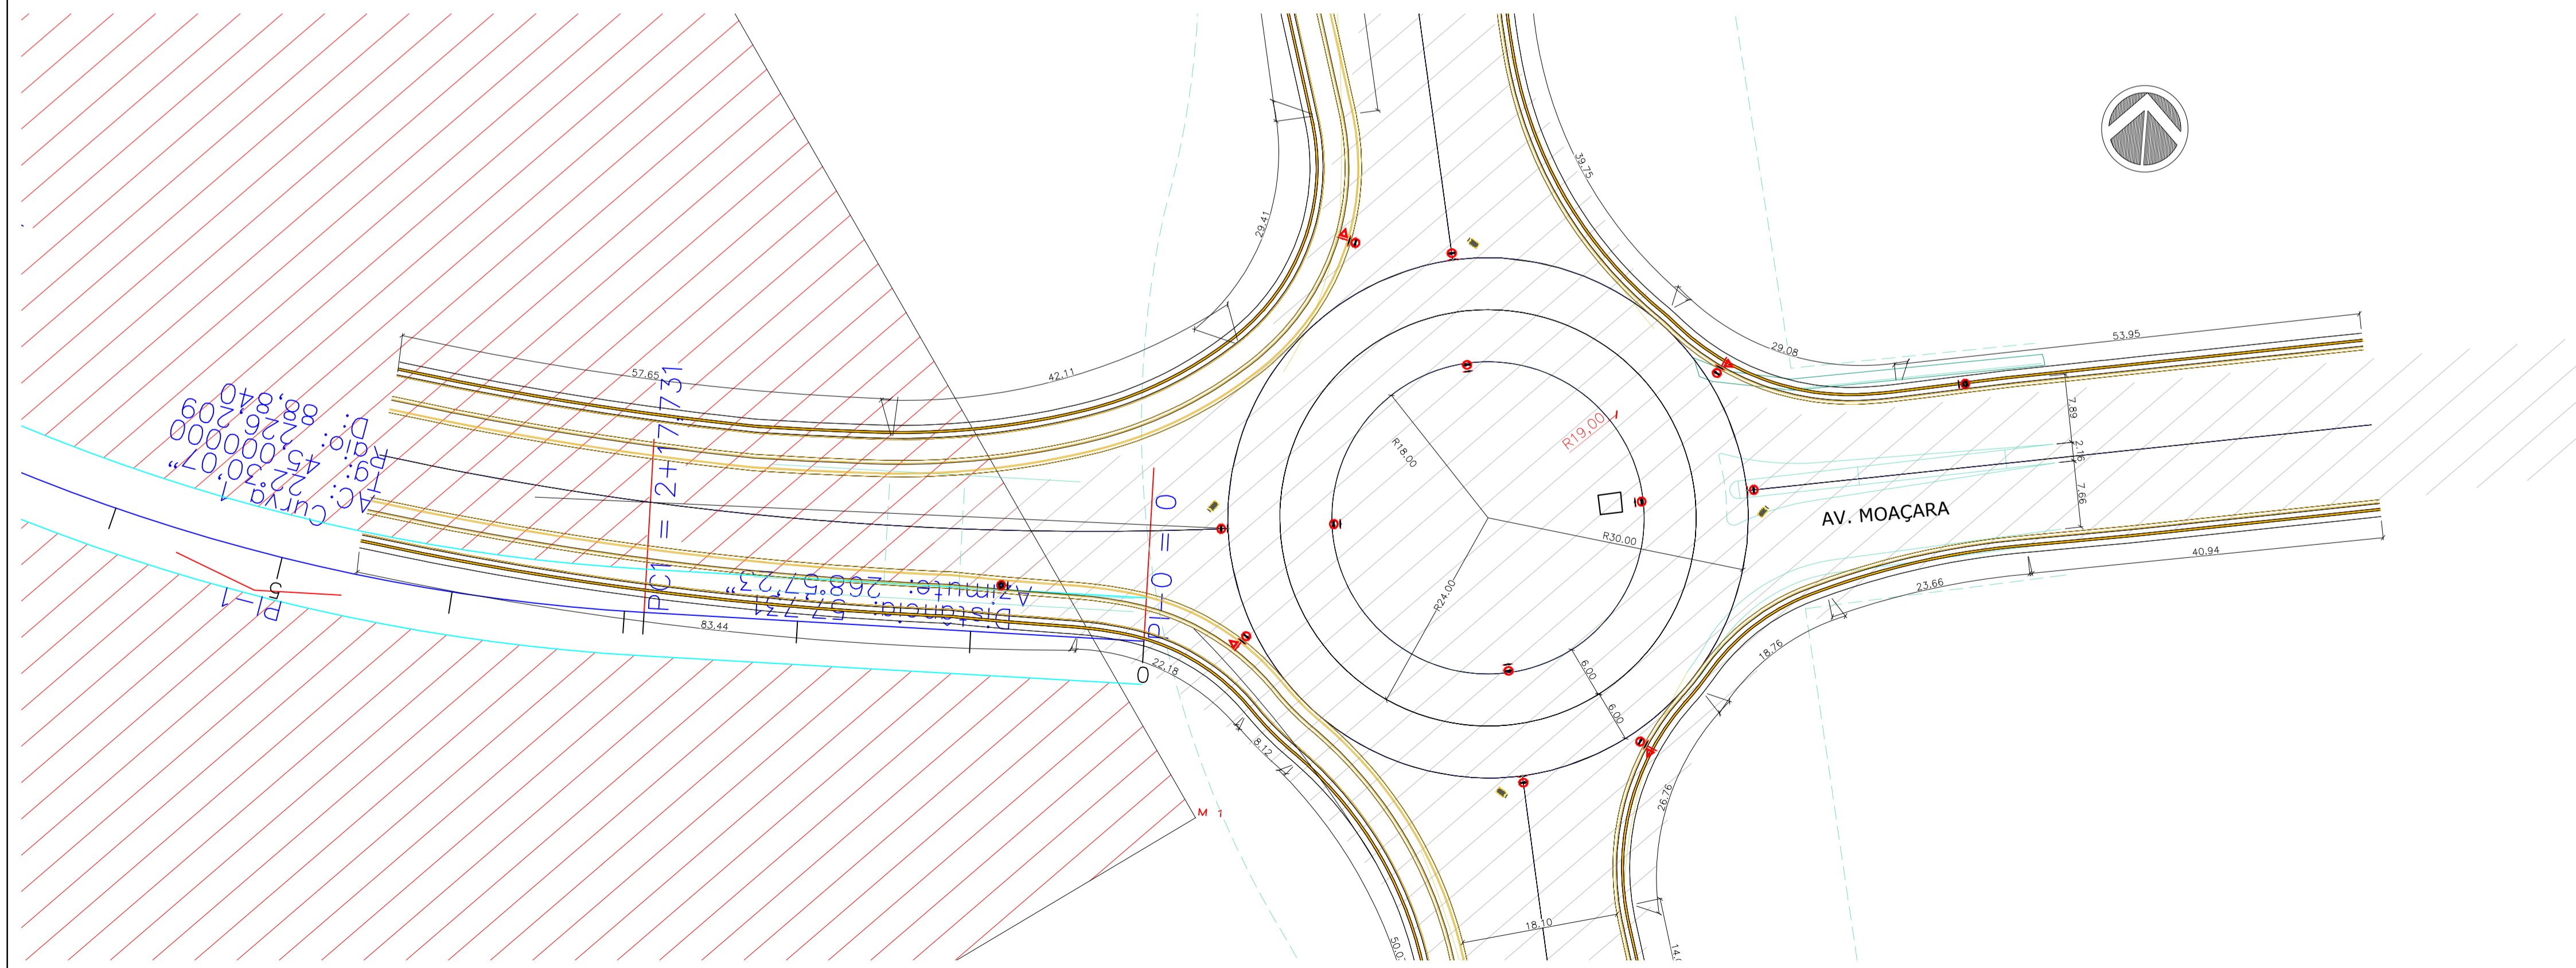 39.75
29.41
53.95
29.08
57.65
42.11
7.89
2.16
7.66
R18.00
R19,00
R30.00
R24.00
6.00
6.00
AV. MOAÇARA
40.94
23.66
18.76
26.76
18.10
22.18
8.12
83.44
Curva 1
AC: 22°30'07"
Tg: 45,000000
Raio: 226,209
D: 88,840
PC1 = 2+17.731
PI-0 = 0
Distância: 57,731
Azimute: 268°57'23"
PI-1
5
0
M 1